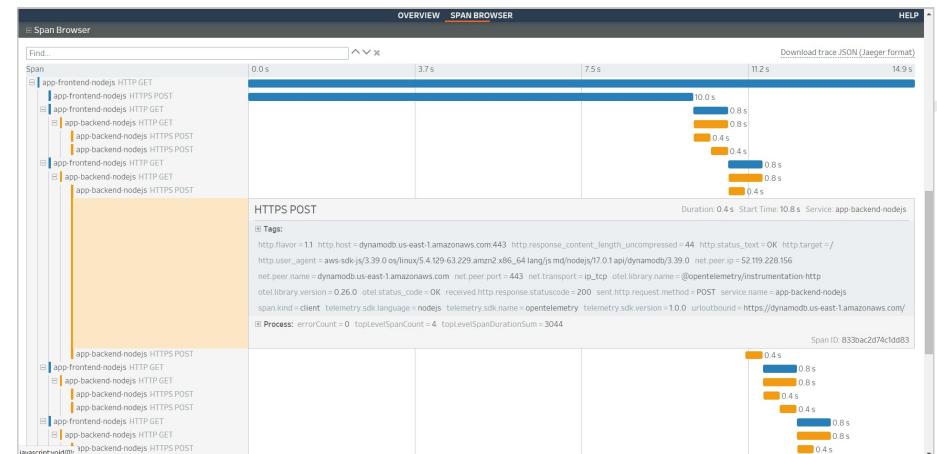 OVERVIEW SPAN BROWSER HELP
Span Browser
Find...
Download trace JSON (Jaeger format)
Span 0.0 s 3.7 s 7.5 s 11.2 s 14.9 s
app-frontend-nodejs HTTP GET
app-frontend-nodejs HTTPS POST 10.0 s
app-frontend-nodejs HTTP GET 0.8 s
app-backend-nodejs HTTP GET 0.8 s
app-backend-nodejs HTTPS POST 0.4 s
app-backend-nodejs HTTPS POST 0.4 s
app-frontend-nodejs HTTP GET 0.8 s
app-backend-nodejs HTTP GET 0.8 s
app-backend-nodejs HTTPS POST 0.4 s
HTTPS POST Duration: 0.4 s Start Time: 10.8 s Service: app-backend-nodejs
Tags:
http.flavor = 1.1 http.host = dynamodb.us-east-1.amazonaws.com:443 http.response_content_length_uncompressed = 44 http.status_text = OK http.target = /
http.user_agent = aws-sdk-js/3.39.0 os/linux/5.4.129-63.229.amzn2.x86_64 lang/js md/nodejs/17.0.1 api/dynamodb/3.39.0 net.peer.ip = 52.119.228.156
net.peer.name = dynamodb.us-east-1.amazonaws.com net.peer.port = 443 net.transport = ip_tcp otel.library.name = @opentelemetry/instrumentation-http
otel.library.version = 0.26.0 otel.status_code = OK received.http.response.statuscode = 200 sent.http.request.method = POST service.name = app-backend-nodejs
span.kind = client telemetry.sdk.language = nodejs telemetry.sdk.name = opentelemetry telemetry.sdk.version = 1.0.0 urloutbound = https://dynamodb.us-east-1.amazonaws.com/
Process: errorCount = 0 topLevelSpanCount = 4 topLevelSpanDurationSum = 3044
Span ID: 833bac2d74c1dd83
app-backend-nodejs HTTPS POST 0.4 s
app-frontend-nodejs HTTP GET 0.8 s
app-backend-nodejs HTTP GET 0.8 s
app-backend-nodejs HTTPS POST 0.4 s
app-backend-nodejs HTTPS POST 0.4 s
app-frontend-nodejs HTTP GET 0.8 s
app-backend-nodejs HTTP GET 0.8 s
app-backend-nodejs HTTPS POST 0.4 s
javascript:void(0);